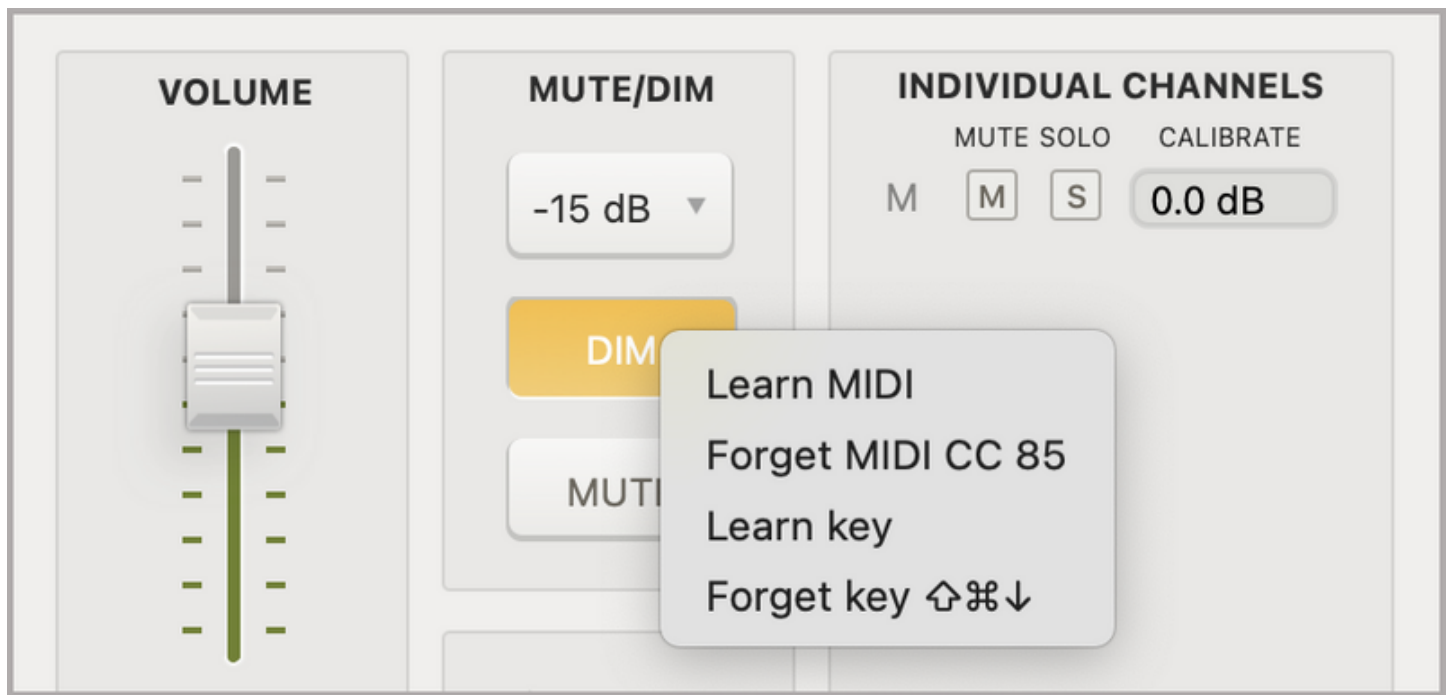 VOLUME
MUTE/DIM
-15 dB
DIM
INDIVIDUAL CHANNELS
MUTE SOLO CALIBRATE
M M S 0.0 dB
Learn MIDI
Forget MIDI CC 85
Learn key
Forget key ⇧⌘↓